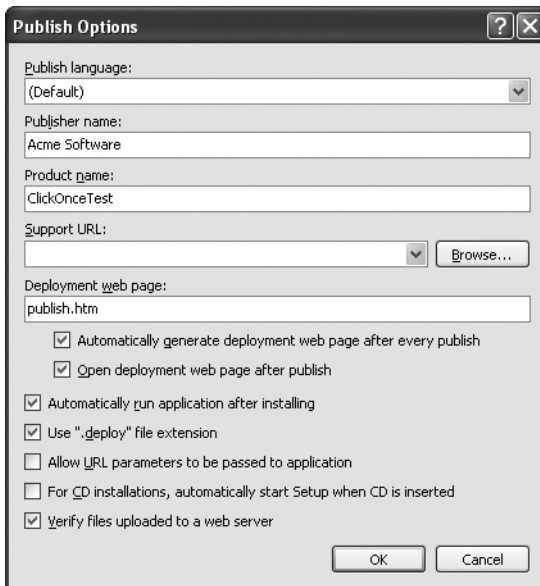 Publish Options
Publish language:
(Default)
Publisher name:
Acme Software
Product name:
ClickOnceTest
Support URL:
Browse...
Deployment web page:
publish.htm
Automatically generate deployment web page after every publish
Open deployment web page after publish
Automatically run application after installing
Use ".deploy" file extension
Allow URL parameters to be passed to application
For CD installations, automatically start Setup when CD is inserted
Verify files uploaded to a web server
OK Cancel